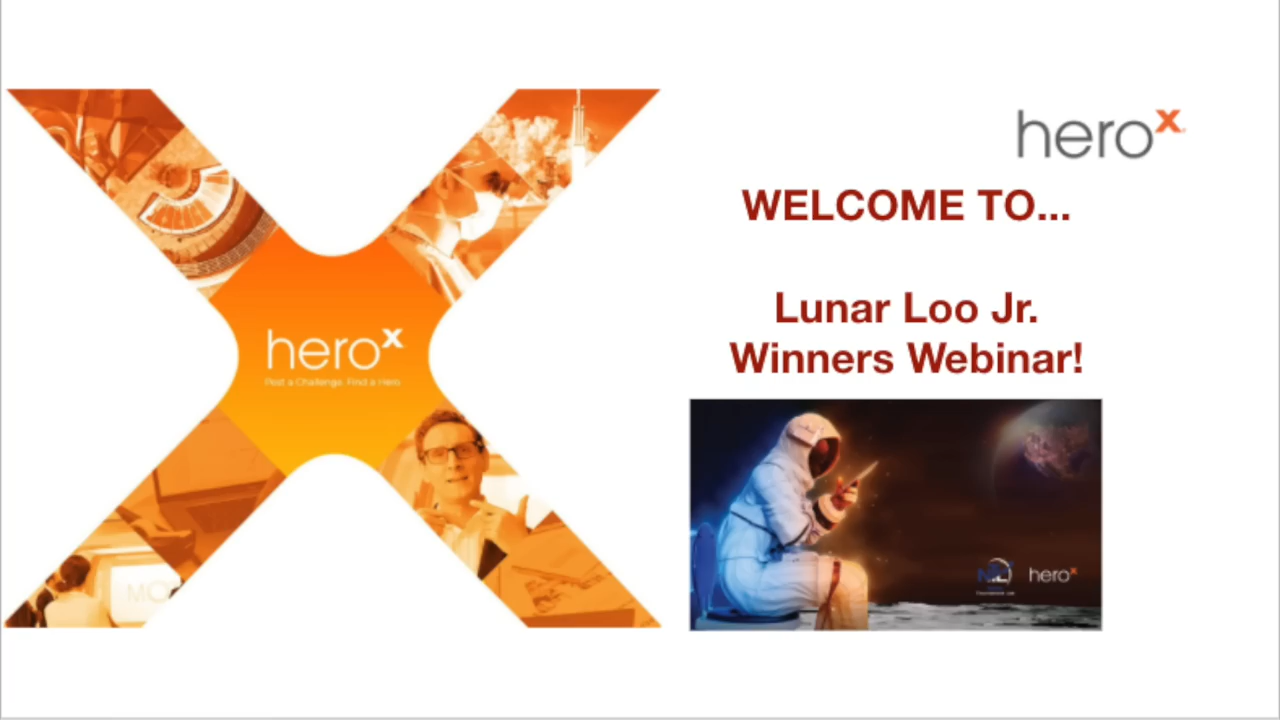 herox
WELCOME TO...
Lunar Loo Jr.
Winners Webinar!
herox
Post a Challenge. Find a Hero
herox